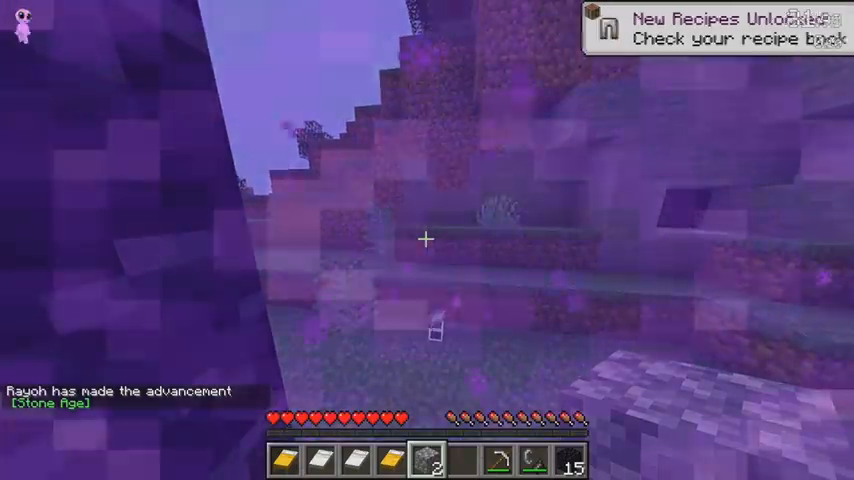 New Recipes Unlocked!
Check your recipe book
Rayoh has made the advancement
[Stone Age]
2
15